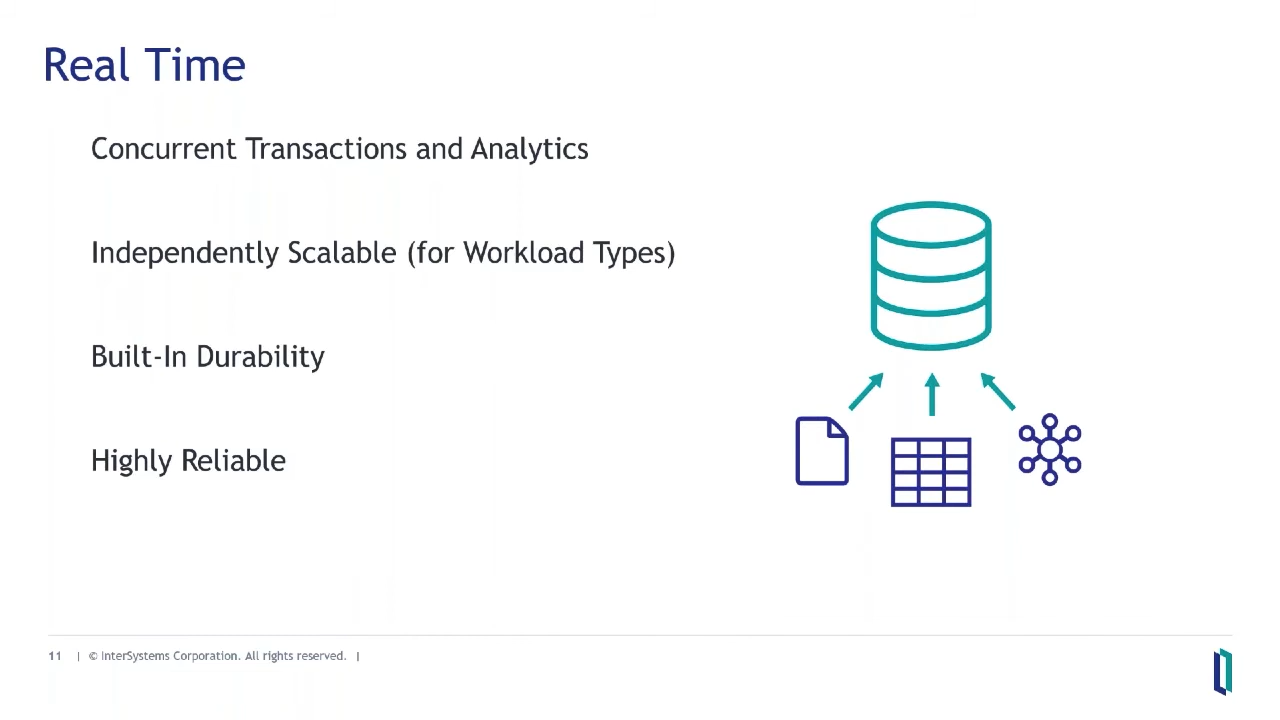 Real Time
Concurrent Transactions and Analytics
Independently Scalable (for Workload Types)
Built-In Durability
Highly Reliable
11 | © InterSystems Corporation. All rights reserved. |